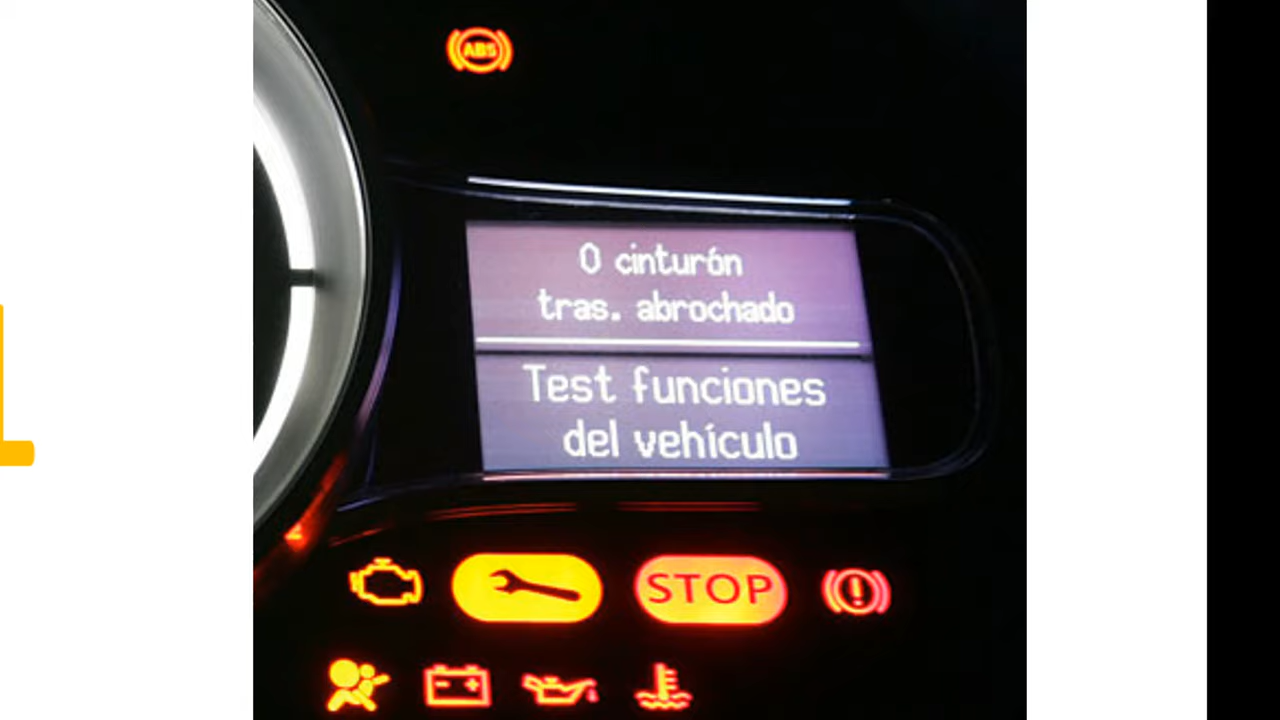 ABS
0 cinturón
tras. abrochado
Test funciones
del vehículo
STOP